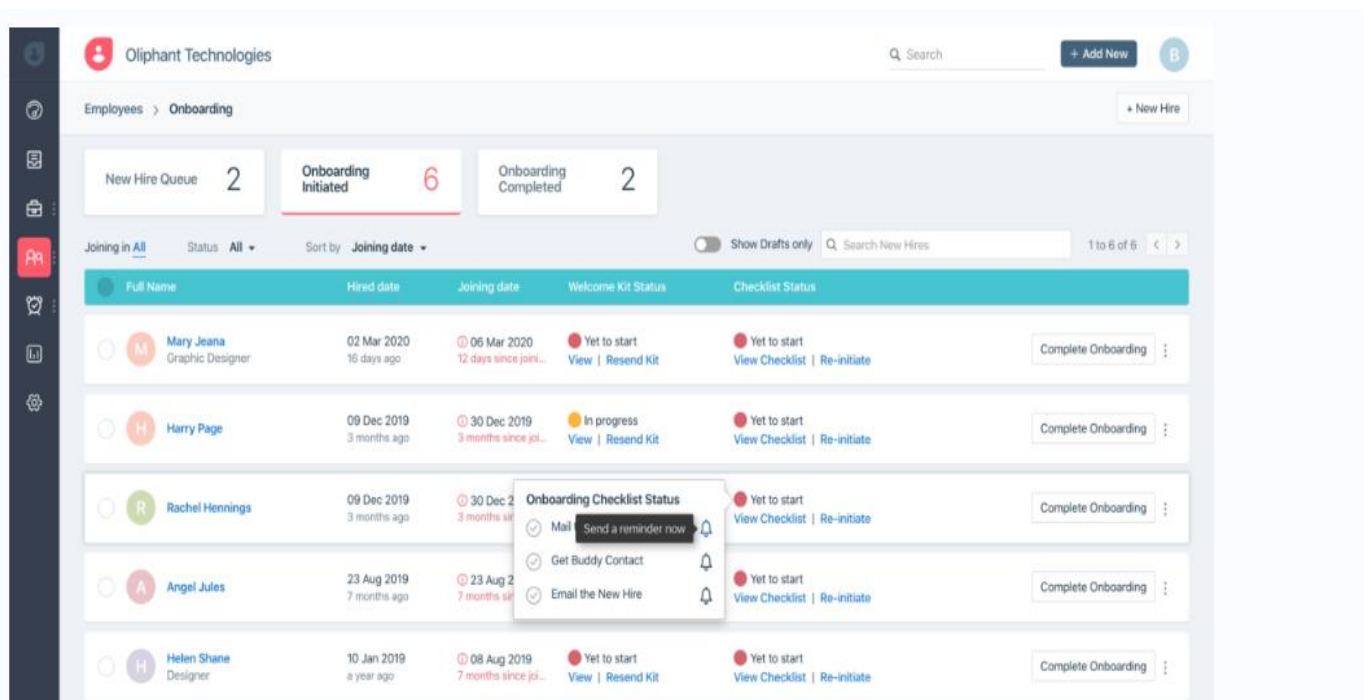 Oliphant Technologies
Search
+ Add New
B
Employees > Onboarding
+ New Hire
New Hire Queue 2
Onboarding Initiated 6
Onboarding Completed 2
Joining in All
Status All
Sort by Joining date
Show Drafts only
Search New Hires
1 to 6 of 6 < >
Full Name Hired date Joining date Welcome Kit Status Checklist Status
M Mary Jeana 02 Mar 2020 06 Mar 2020 Yet to start Yet to start Complete Onboarding
Graphic Designer 16 days ago 12 days since joini... View | Resend Kit View Checklist | Re-initiate
H Harry Page 09 Dec 2019 30 Dec 2019 In progress Yet to start Complete Onboarding
3 months ago 3 months since joi... View | Resend Kit View Checklist | Re-initiate
R Rachel Hennings 09 Dec 2019 30 Dec 2 Yet to start Complete Onboarding
3 months ago 3 months sin View Checklist | Re-initiate
Onboarding Checklist Status
Mail
Send a reminder now
Get Buddy Contact
Email the New Hire
A Angel Jules 23 Aug 2019 23 Aug 2 Yet to start Complete Onboarding
7 months ago 7 months sin View Checklist | Re-initiate
H Helen Shane 10 Jan 2019 08 Aug 2019 Yet to start Yet to start Complete Onboarding
Designer a year ago 7 months since joi... View | Resend Kit View Checklist | Re-initiate